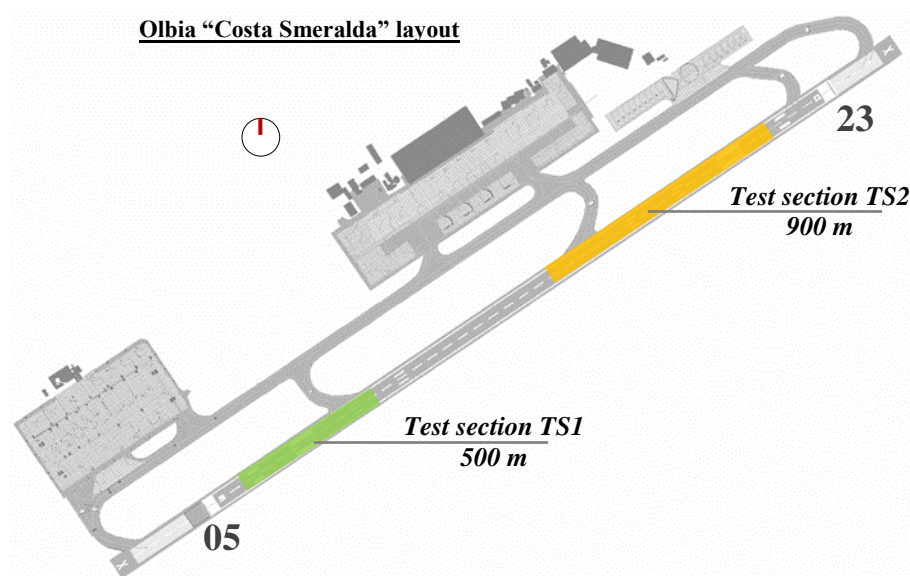 Olbia “Costa Smeralda” layout
23
Test section TS2
900 m
Test section TS1
500 m
05